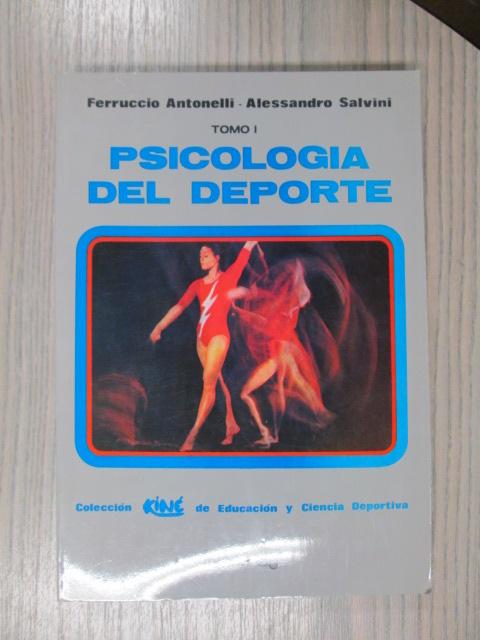 Ferruccio Antonelli - Alessandro Salvini
TOMO I
PSICOLOGIA
DEL DEPORTE
Colección Kiné de Educación y Ciencia Deportiva